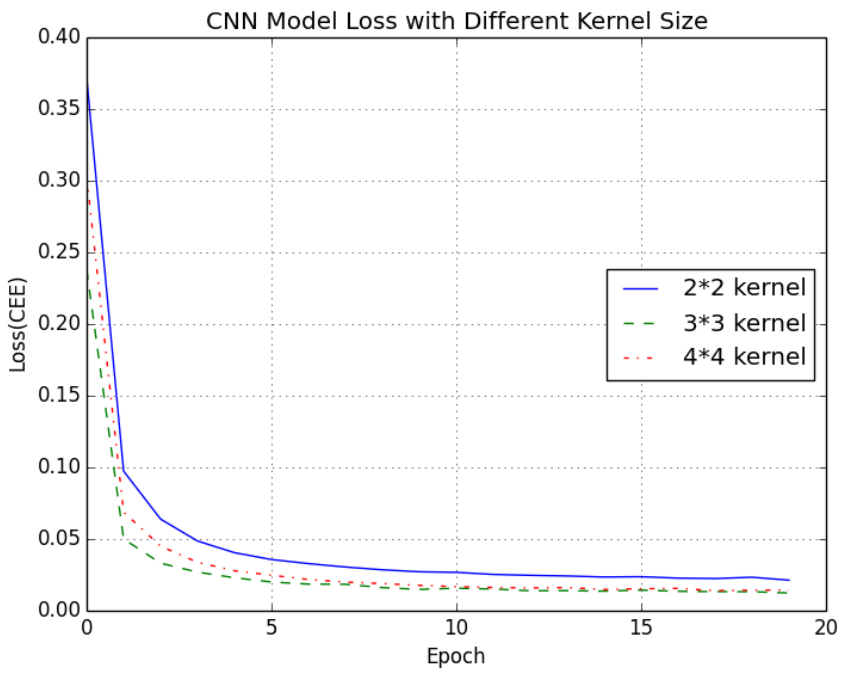 CNN Model Loss with Different Kernel Size
0.40
0.35
0.30
0.25
0.20
0.15
0.10
0.05
0.00
Loss(CEE)
2*2 kernel
3*3 kernel
4*4 kernel
0 5 10 15 20
Epoch